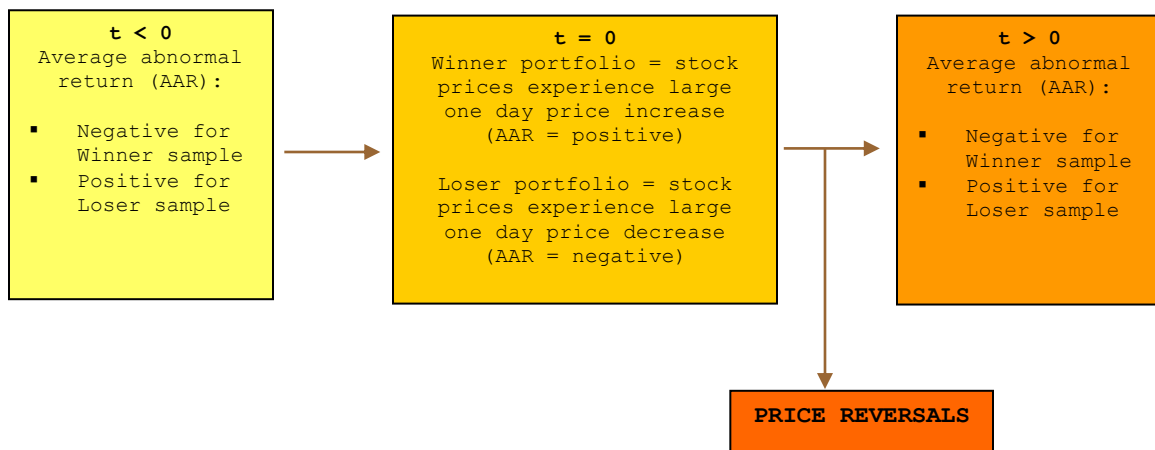 t < 0
Average abnormal
return (AAR):
▪ Negative for
Winner sample
▪ Positive for
Loser sample
t = 0
Winner portfolio = stock
prices experience large
one day price increase
(AAR = positive)
Loser portfolio = stock
prices experience large
one day price decrease
(AAR = negative)
t > 0
Average abnormal
return (AAR):
▪ Negative for
Winner sample
▪ Positive for
Loser sample
PRICE REVERSALS